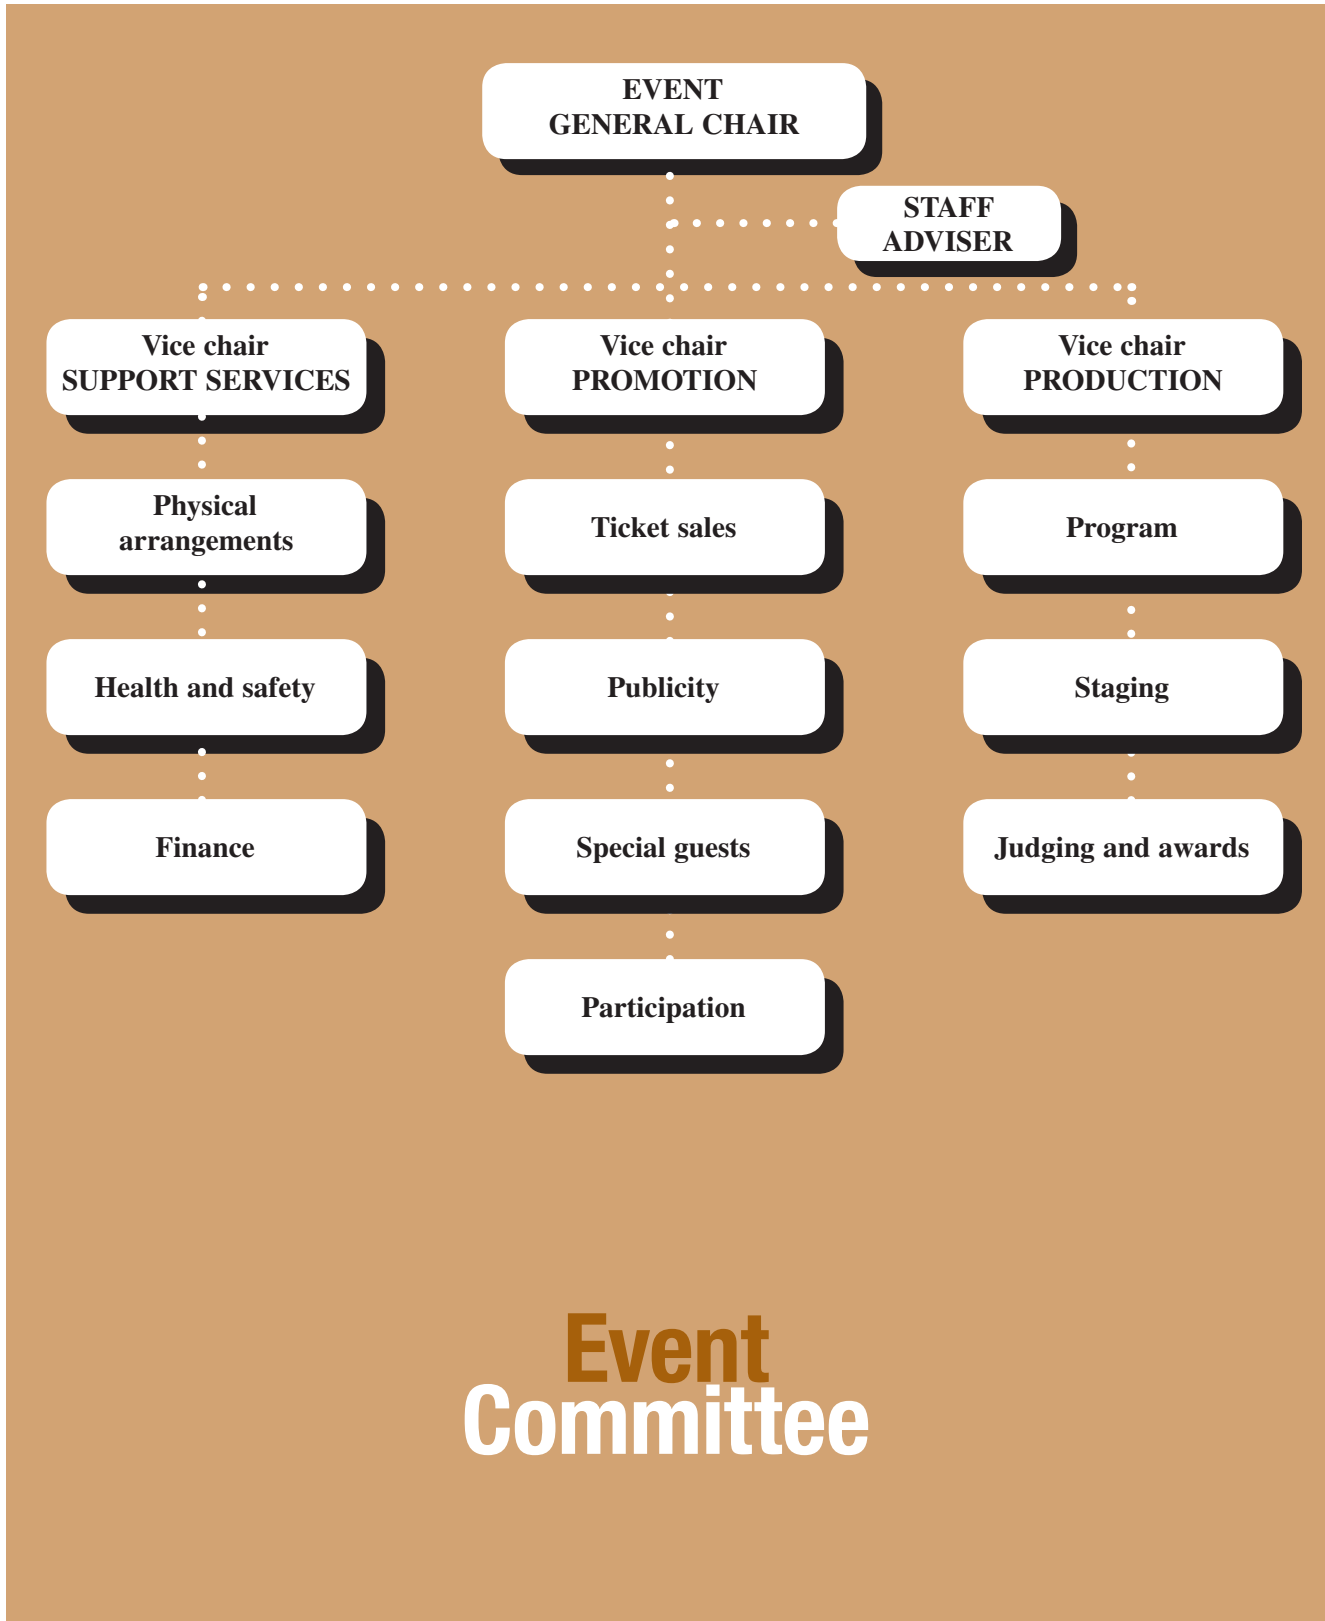 EVENT
GENERAL CHAIR
STAFF
ADVISER
Vice chair
SUPPORT SERVICES
Vice chair
PROMOTION
Vice chair
PRODUCTION
Physical
arrangements
Ticket sales
Program
Health and safety
Publicity
Staging
Finance
Special guests
Judging and awards
Participation
Event
Committee